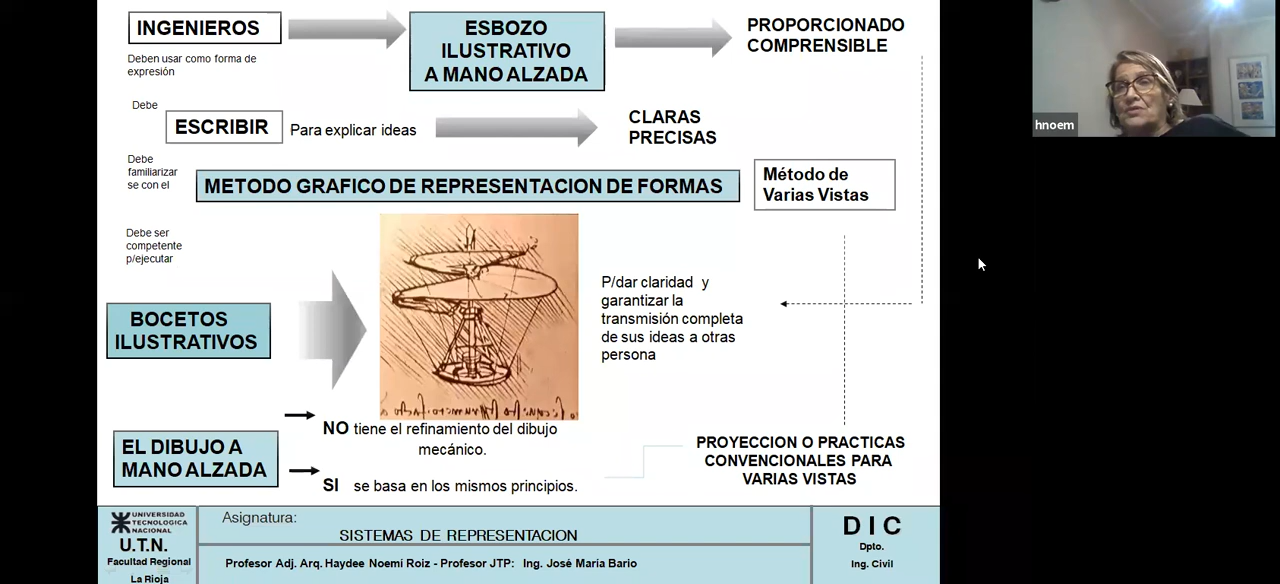 INGENIEROS
Deben usar como forma de
expresión
ESBOZO
ILUSTRATIVO
A MANO ALZADA
PROPORCIONADO
COMPRENSIBLE
Debe
ESCRIBIR
Para explicar ideas
CLARAS
PRECISAS
Debe
familiarizar
se con el
METODO GRAFICO DE REPRESENTACION DE FORMAS
Método de
Varias Vistas
Debe ser
competente
p/ejecutar
BOCETOS
ILUSTRATIVOS
P/dar claridad y
garantizar la
transmisión completa
de sus ideas a otras
persona
EL DIBUJO A
MANO ALZADA
NO tiene el refinamiento del dibujo
mecánico.
SI se basa en los mismos principios.
PROYECCION O PRACTICAS
CONVENCIONALES PARA
VARIAS VISTAS
UNIVERSIDAD
TECNOLOGICA
NACIONAL
U.T.N.
Facultad Regional
La Rioja
Asignatura:
SISTEMAS DE REPRESENTACION
Profesor Adj. Arq. Haydee Noemí Roiz - Profesor JTP: Ing. José María Bario
D I C
Dpto.
Ing. Civil
hnoem